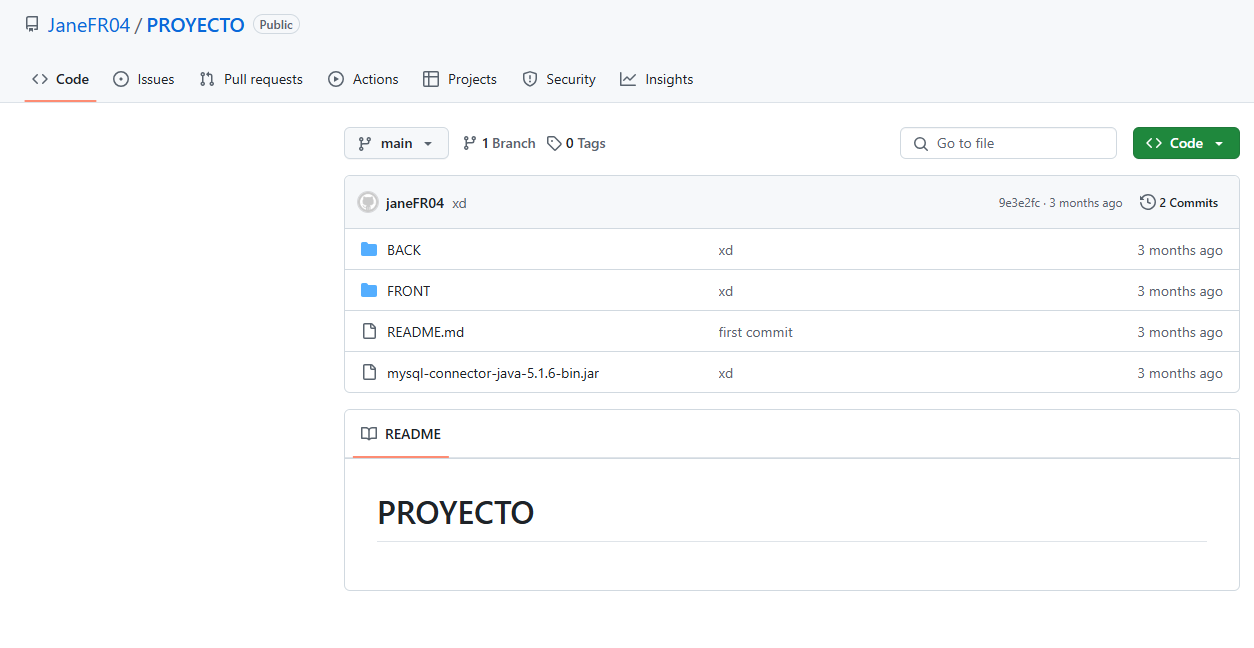 JaneFR04 / PROYECTO Public
Code Issues Pull requests Actions Projects Security Insights
main 1 Branch 0 Tags Go to file Code
janeFR04 xd 9e3e2fc · 3 months ago 2 Commits
BACK xd 3 months ago
FRONT xd 3 months ago
README.md first commit 3 months ago
mysql-connector-java-5.1.6-bin.jar xd 3 months ago
README
PROYECTO